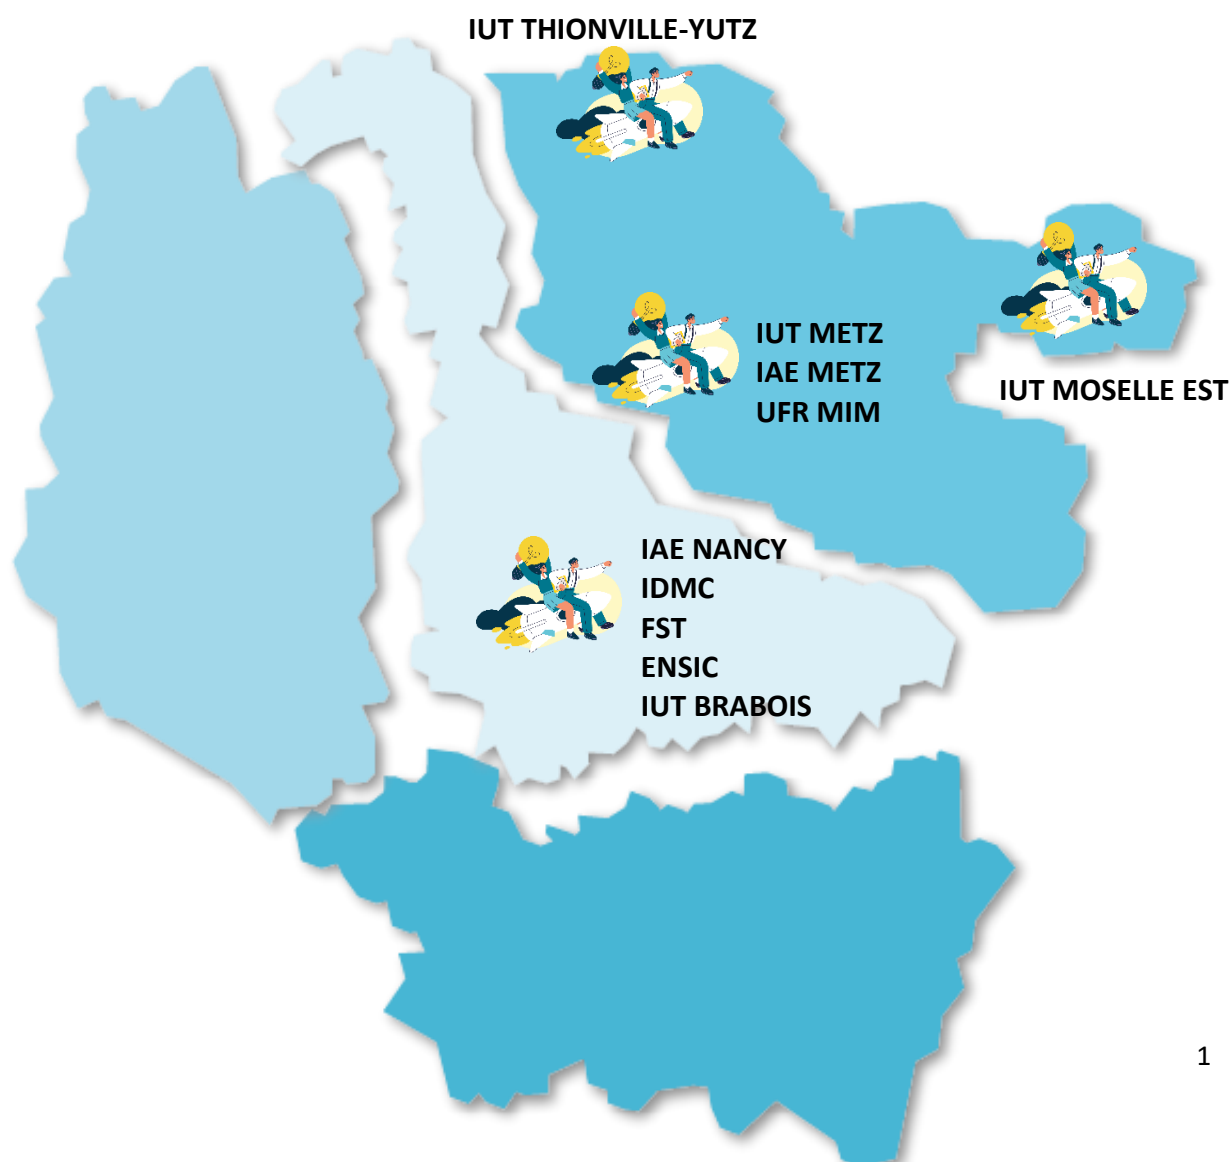 IUT THIONVILLE-YUTZ
IUT METZ
IAE METZ
UFR MIM
IUT MOSELLE EST
IAE NANCY
IDMC
FST
ENSIC
IUT BRABOIS
1